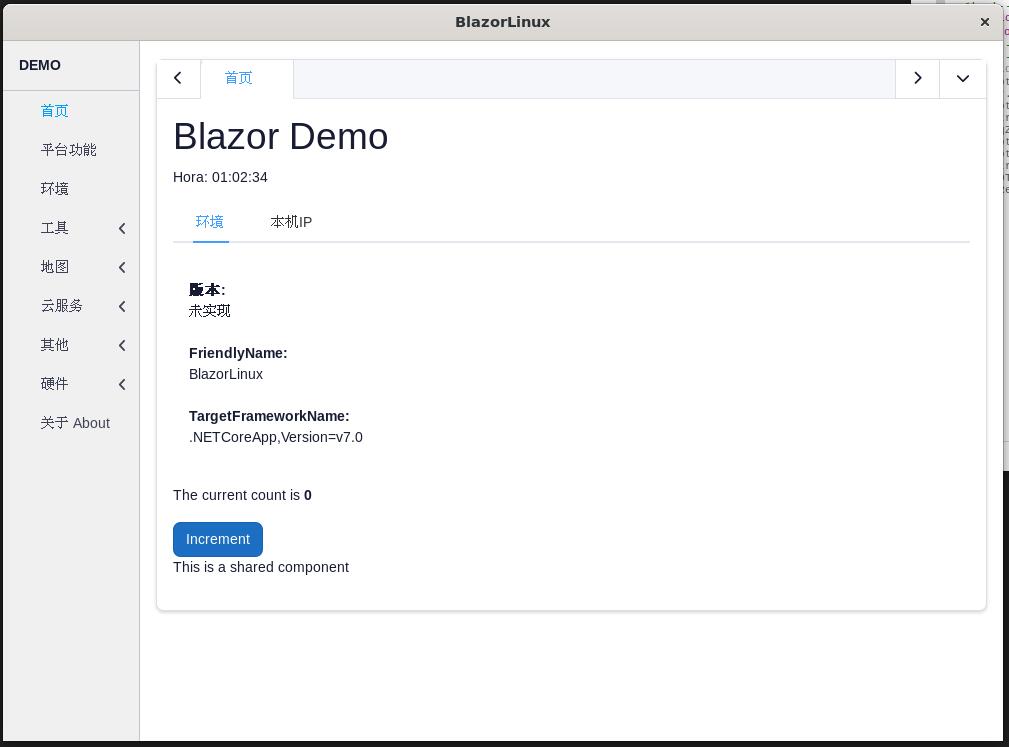 BlazorLinux
DEMO
首页
平台功能
环境
工具
地图
云服务
其他
硬件
关于 About
首页
Blazor Demo
Hora: 01:02:34
环境 本机IP
版本:
未实现
FriendlyName:
BlazorLinux
TargetFrameworkName:
.NETCoreApp,Version=v7.0
The current count is 0
Increment
This is a shared component